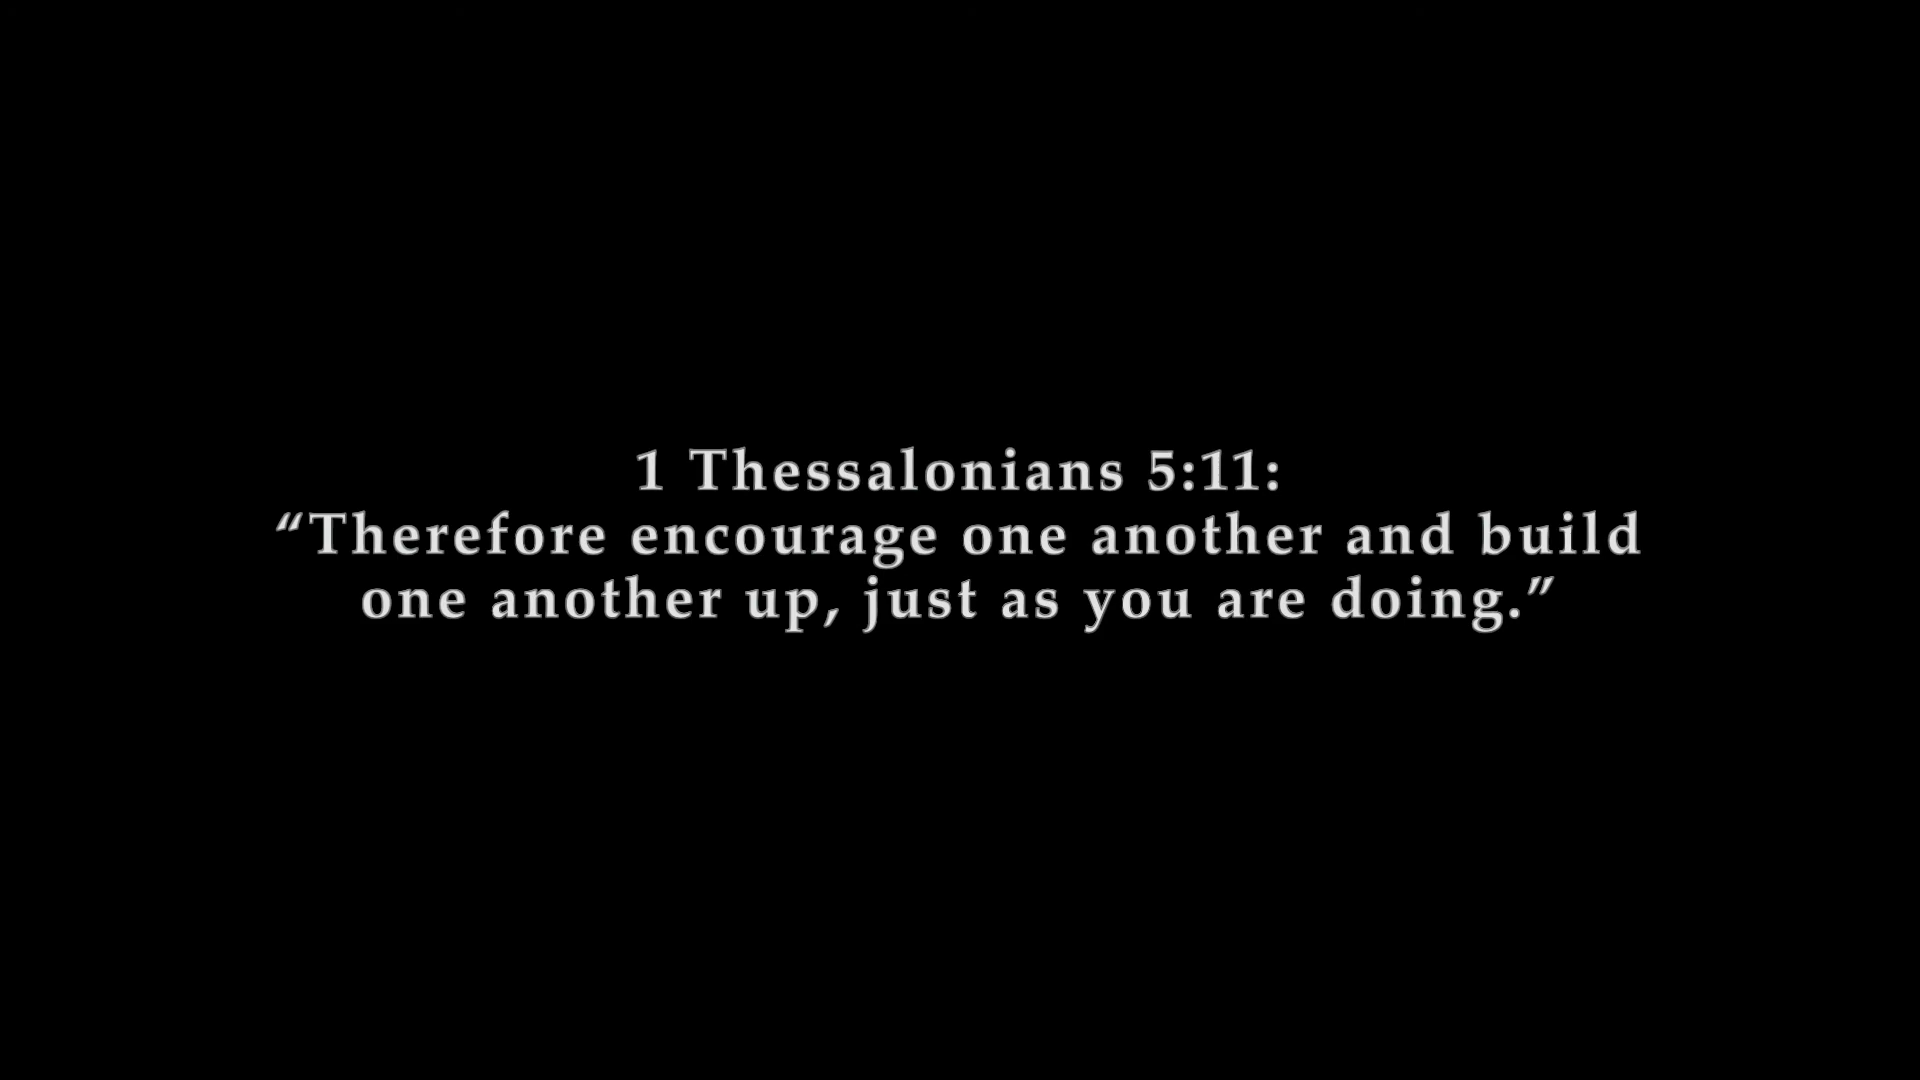 1 Thessalonians 5:11:
“Therefore encourage one another and build
one another up, just as you are doing.”